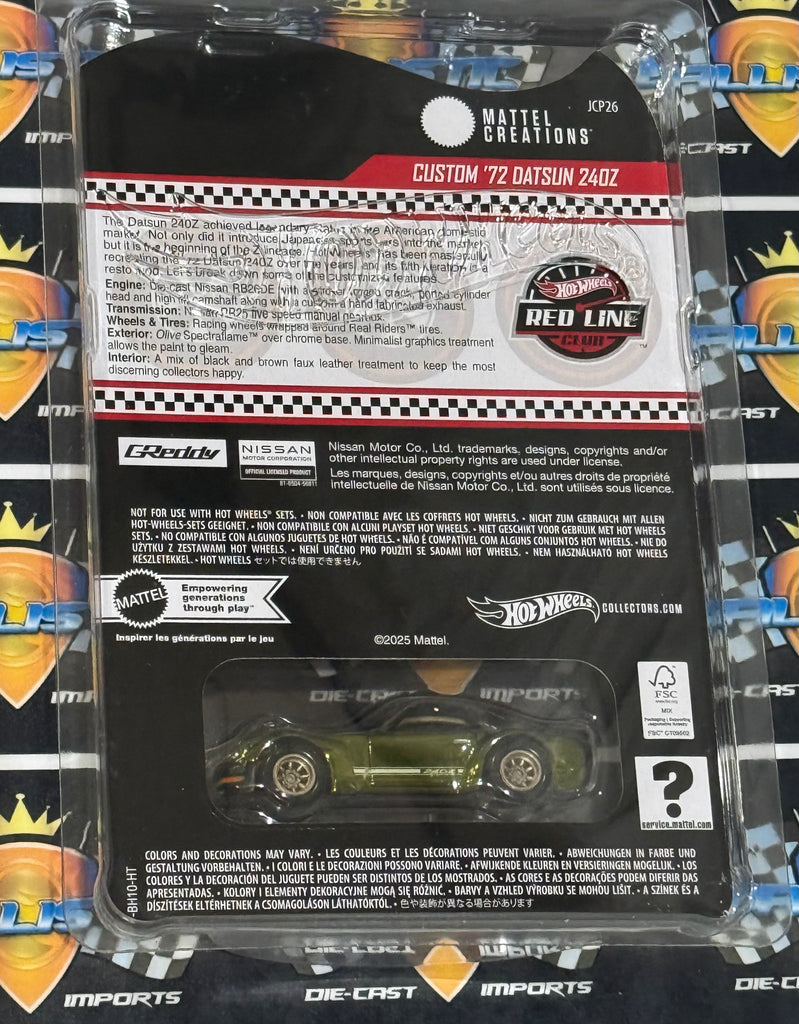 MATTEL
CREATIONS
JCP26
CUSTOM '72 DATSUN 240Z
The Datsun 240Z achieved legendary in the American domestic
market. Not only did it introduce Japanese into the market,
but it is the beginning of the Z lineage. has been masterfully
recreating the '72 Datsun 240Z over the years, and its fifth iteration is a
restomod. Let's break down some of the customized features.
Engine: Die-cast Nissan RB26DE with forged crank, ported cylinder
head and high camshaft along with a custom hand fabricated exhaust.
Transmission: five speed manual gearbox.
Wheels & Tires: Racing wheels wrapped around Real Riders™ tires.
Exterior: Olive Spectraflame™ over chrome base. Minimalist graphics treatment
allows the paint to gleam.
Interior: A mix of black and brown faux leather treatment to keep the most
discerning collectors happy.
Hot Wheels
RED LINE
CLUB
™
GReddy
NISSAN
MOTOR CORPORATION
OFFICIAL LICENSED PRODUCT
Nissan Motor Co., Ltd. trademarks, designs, copyrights and/or
other intellectual property rights are used under license.
Les marques, designs, copyrights et/ou autres droits de propriété
intellectuelle de Nissan Motor Co., Ltd. sont utilisés sous licence.
NOT FOR USE WITH HOT WHEELS® SETS. • NON COMPATIBLE AVEC LES COFFRETS HOT WHEELS. • NICHT ZUM GEBRAUCH MIT ALLEN
HOT-WHEELS-SETS GEEIGNET. • NON COMPATIBILE CON ALCUNI PLAYSET HOT WHEELS. • NIET GESCHIKT VOOR GEBRUIK MET HOT WHEELS
SETS. • NO COMPATIBLE CON ALGUNOS JUGUETES DE HOT WHEELS. • NÃO É COMPATÍVEL COM ALGUNS CONJUNTOS HOT WHEELS. • NIE DO
UŻYTKU Z ZESTAWAMI HOT WHEELS. • NENÍ URČENO PRO POUŽITÍ SE SADAMI HOT WHEELS. • NEM HASZNÁLHATÓ HOT WHEELS
KÉSZLETEKKEL. • HOT WHEELS セットでは使用できません
MATTEL
Empowering
generations
through play™
Inspirer les générations par le jeu
Hot Wheels COLLECTORS.COM
©2025 Mattel.
FSC
www.fsc.org
MIX
Packaging | Supporting
responsible forestry
240Z
?
service.mattel.com
COLORS AND DECORATIONS MAY VARY. • LES COULEURS ET LES DÉCORATIONS PEUVENT VARIER. • ABWEICHUNGEN IN FARBE UND
GESTALTUNG VORBEHALTEN. • I COLORI E LE DECORAZIONI POSSONO VARIARE. • AFWIJKENDE KLEUREN EN VERSIERINGEN MOGELIJK. • LOS
COLORES Y LA DECORACIÓN DEL JUGUETE PUEDEN SER DISTINTOS DE LOS MOSTRADOS. • AS CORES E AS DECORAÇÕES PODEM DIFERIR DAS
APRESENTADAS. • KOLORY I ELEMENTY DEKORACYJNE MOGĄ SIĘ RÓŻNIĆ. • BARVY A VZHLED VÝROBKU SE MOHOU LIŠIT. • A SZÍNEK ÉS A
DÍSZÍTÉSEK ELTÉRHETNEK A CSOMAGOLÁSON LÁTHATÓKTÓL. • 色や装飾が異なる場合があります
-BH10-HT
DIE-CAST IMPORTS
IMPORTS DIE-CAST IMPORTS DIE-CAST